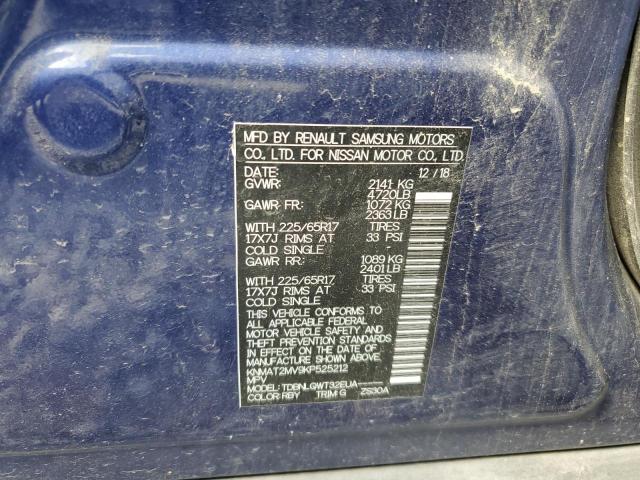 MFD BY RENAULT SAMSUNG MOTORS
CO., LTD. FOR NISSAN MOTOR CO., LTD.
DATE: 12 / 18
GVWR: 2141 KG
4720LB
GAWR FR: 1072 KG
2363 LB
WITH 225/65R17 TIRES
17X7J RIMS AT 33 PSI
COLD SINGLE
GAWR RR: 1089 KG
2401 LB
WITH 225/65R17 TIRES
17X7J RIMS AT 33 PSI
COLD SINGLE
THIS VEHICLE CONFORMS TO
ALL APPLICABLE FEDERAL
MOTOR VEHICLE SAFETY AND
THEFT PREVENTION STANDARDS
IN EFFECT ON THE DATE OF
MANUFACTURE SHOWN ABOVE.
KNMAT2MV9KP525212
MPV
MODEL: TDBNLQWT32EUA-----
COLOR:RBY TRIM:G ZS30A